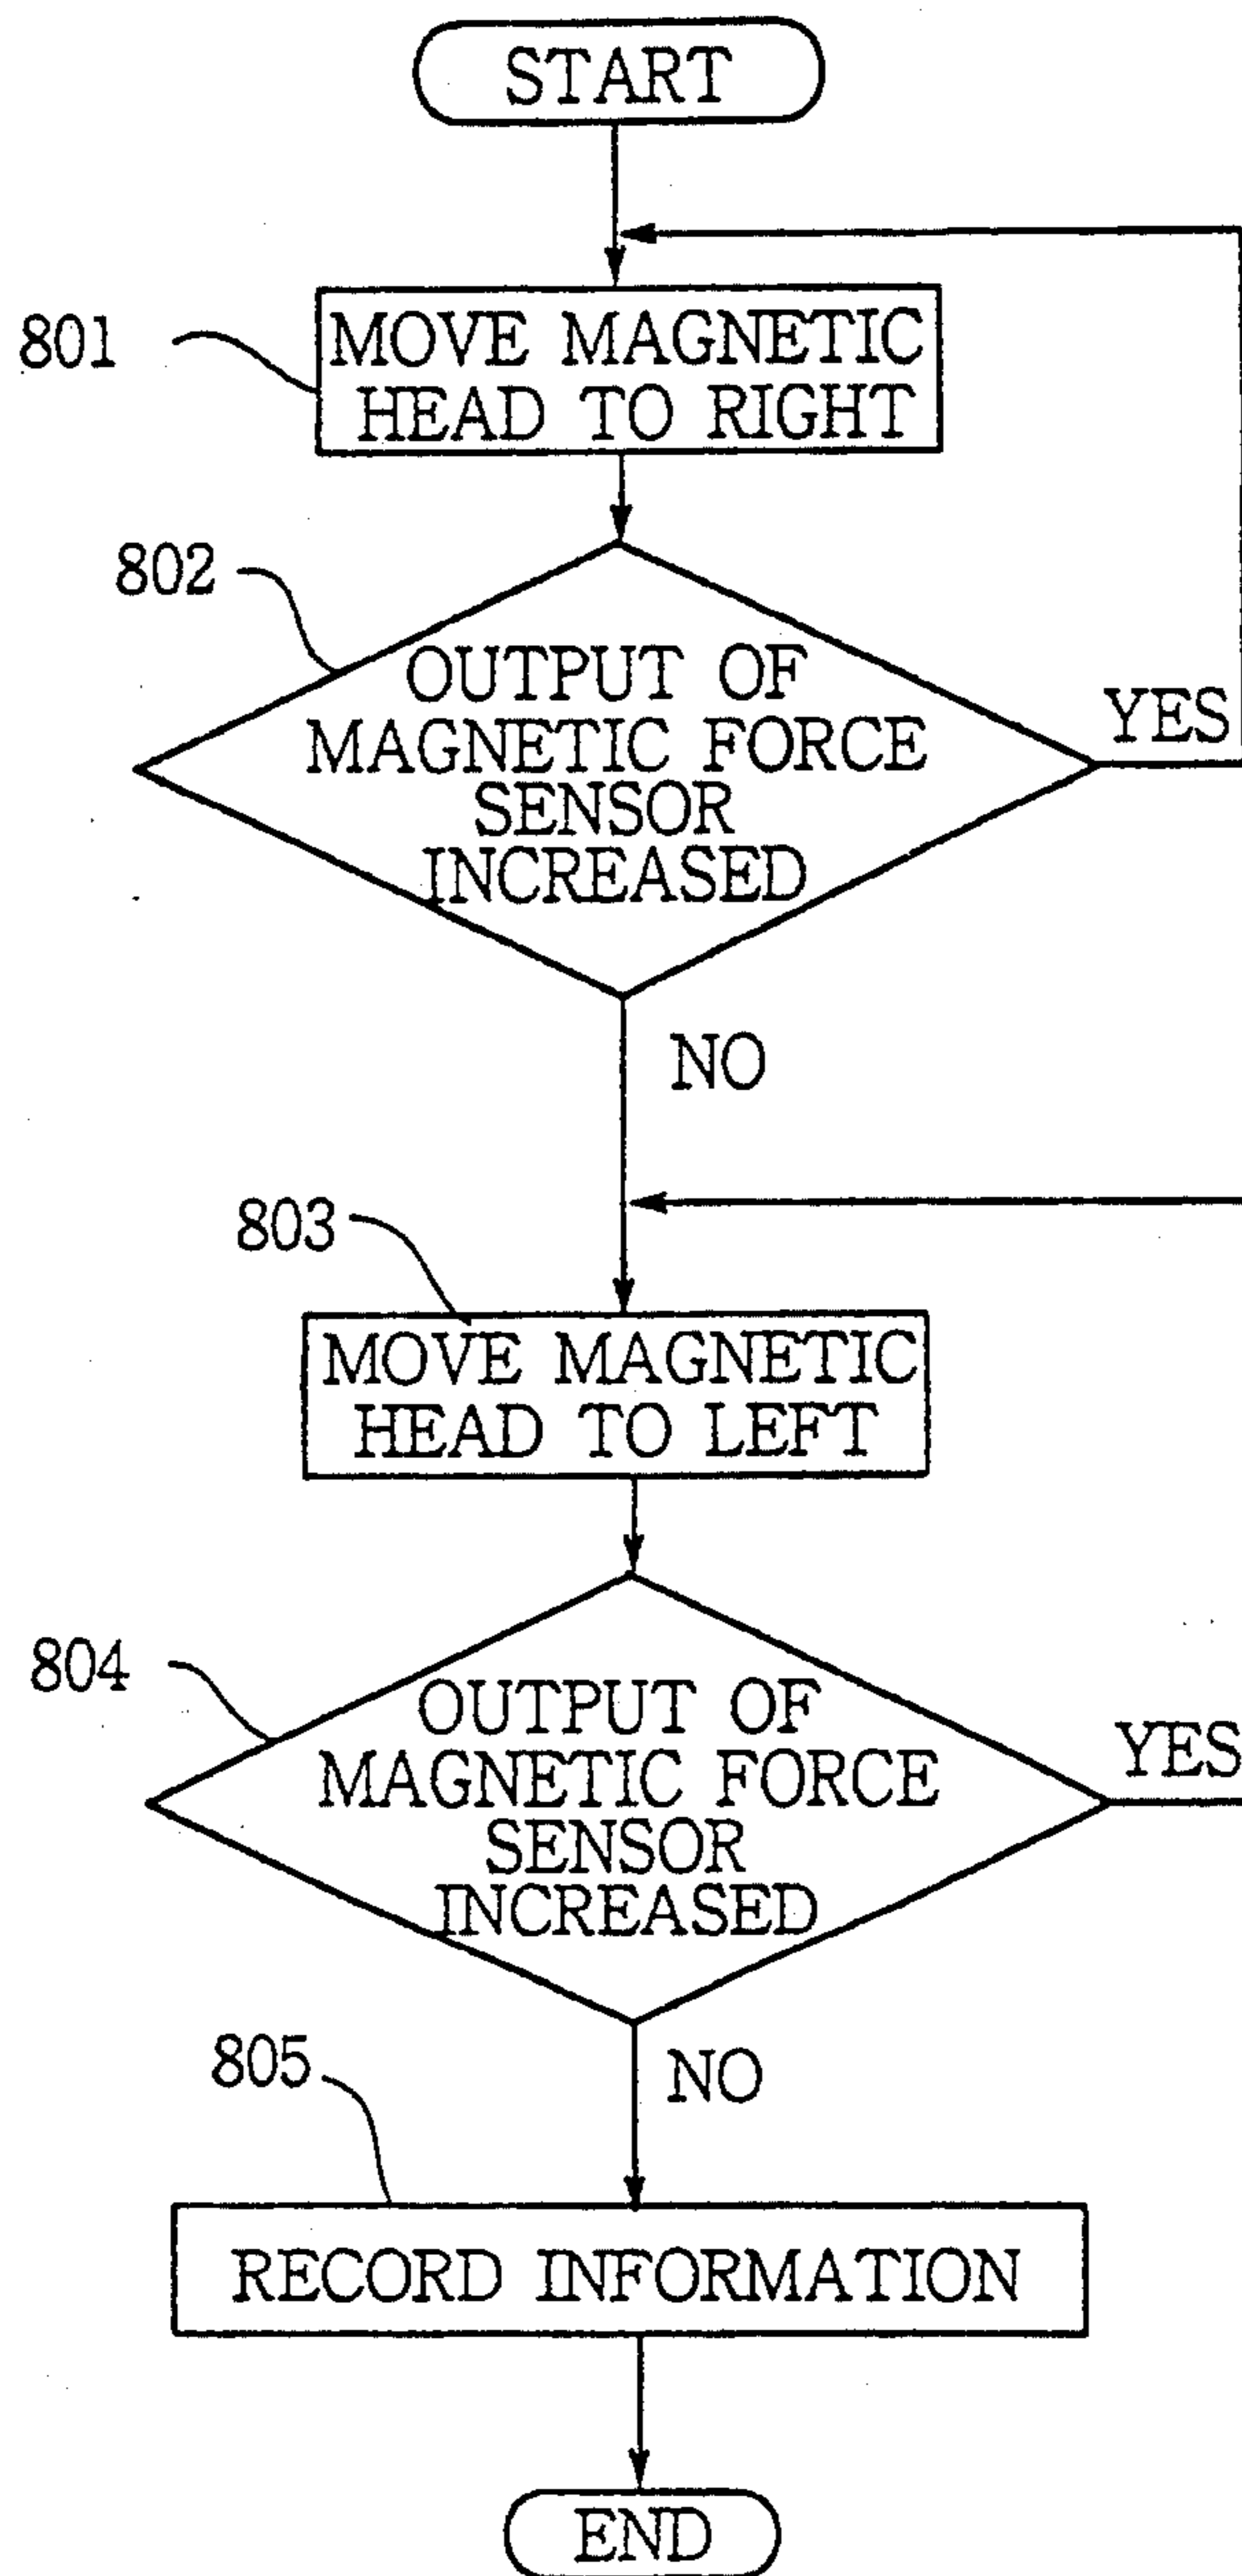 START
801
MOVE MAGNETIC
HEAD TO RIGHT
802
OUTPUT OF
MAGNETIC FORCE
SENSOR
INCREASED
YES
NO
803
MOVE MAGNETIC
HEAD TO LEFT
804
OUTPUT OF
MAGNETIC FORCE
SENSOR
INCREASED
YES
NO
805
RECORD INFORMATION
END